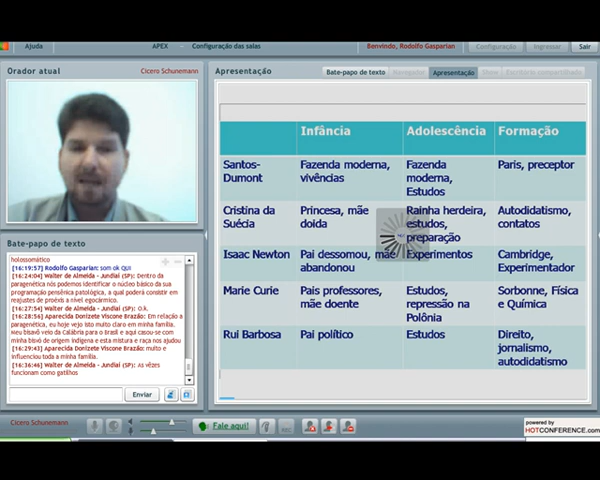 Ajuda
APEX - Configuração das salas
Benvindo, Rodolfo Gasparian
Configuração
Ingressar
Sair
Orador atual
Cicero Schunemann
Apresentação
Bate-papo de texto
Navegador
Apresentação
Show
Escritório compartilhado
Infância Adolescência Formação
Santos-
Dumont
Fazenda moderna,
vivências
Fazenda
moderna,
Estudos
Paris, preceptor
Cristina da
Suécia
Princesa, mãe
doida
Rainha herdeira,
estudos,
preparação
Autodidatismo,
contatos
Isaac Newton
Pai dessomou, mãe
abandonou
Experimentos
Cambridge,
Experimentador
Marie Curie
Pais professores,
mãe doente
Estudos,
repressão na
Polônia
Sorbonne, Física
e Química
Rui Barbosa
Pai político
Estudos
Direito,
jornalismo,
autodidatismo
Bate-papo de texto
holossomático
[16:19:57] Rodolfo Gasparian: som ok QUI
[16:24:04] Walter de Almeida - Jundiaí (SP): Dentro da
paragenética nós podemos identificar o núcleo básico da sua
programação pensênica patológica, a qual poderá consistir em
reajustes de proéxis a nível egocármico.
[16:27:54] Walter de Almeida - Jundiaí (SP): O.k.
[16:28:56] Aparecida Donizete Viscone Brazão: Em relação a
paragenética, eu hoje vejo isto muito claro em minha família.
Meu bisavô veio da Calábria para o Brasil e aqui casou-se com
minha bisvó de origem indígena e esta mistura e raça nos ajudou
[16:29:43] Aparecida Donizete Viscone Brazão: muito e
influenciou toda a minha família.
[16:36:46] Walter de Almeida - Jundiaí (SP): As vêzes
funcionam como gatilhos
Enviar
Cicero Schunemann
Fale aqui!
REC
powered by
HOTCONFERENCE.com